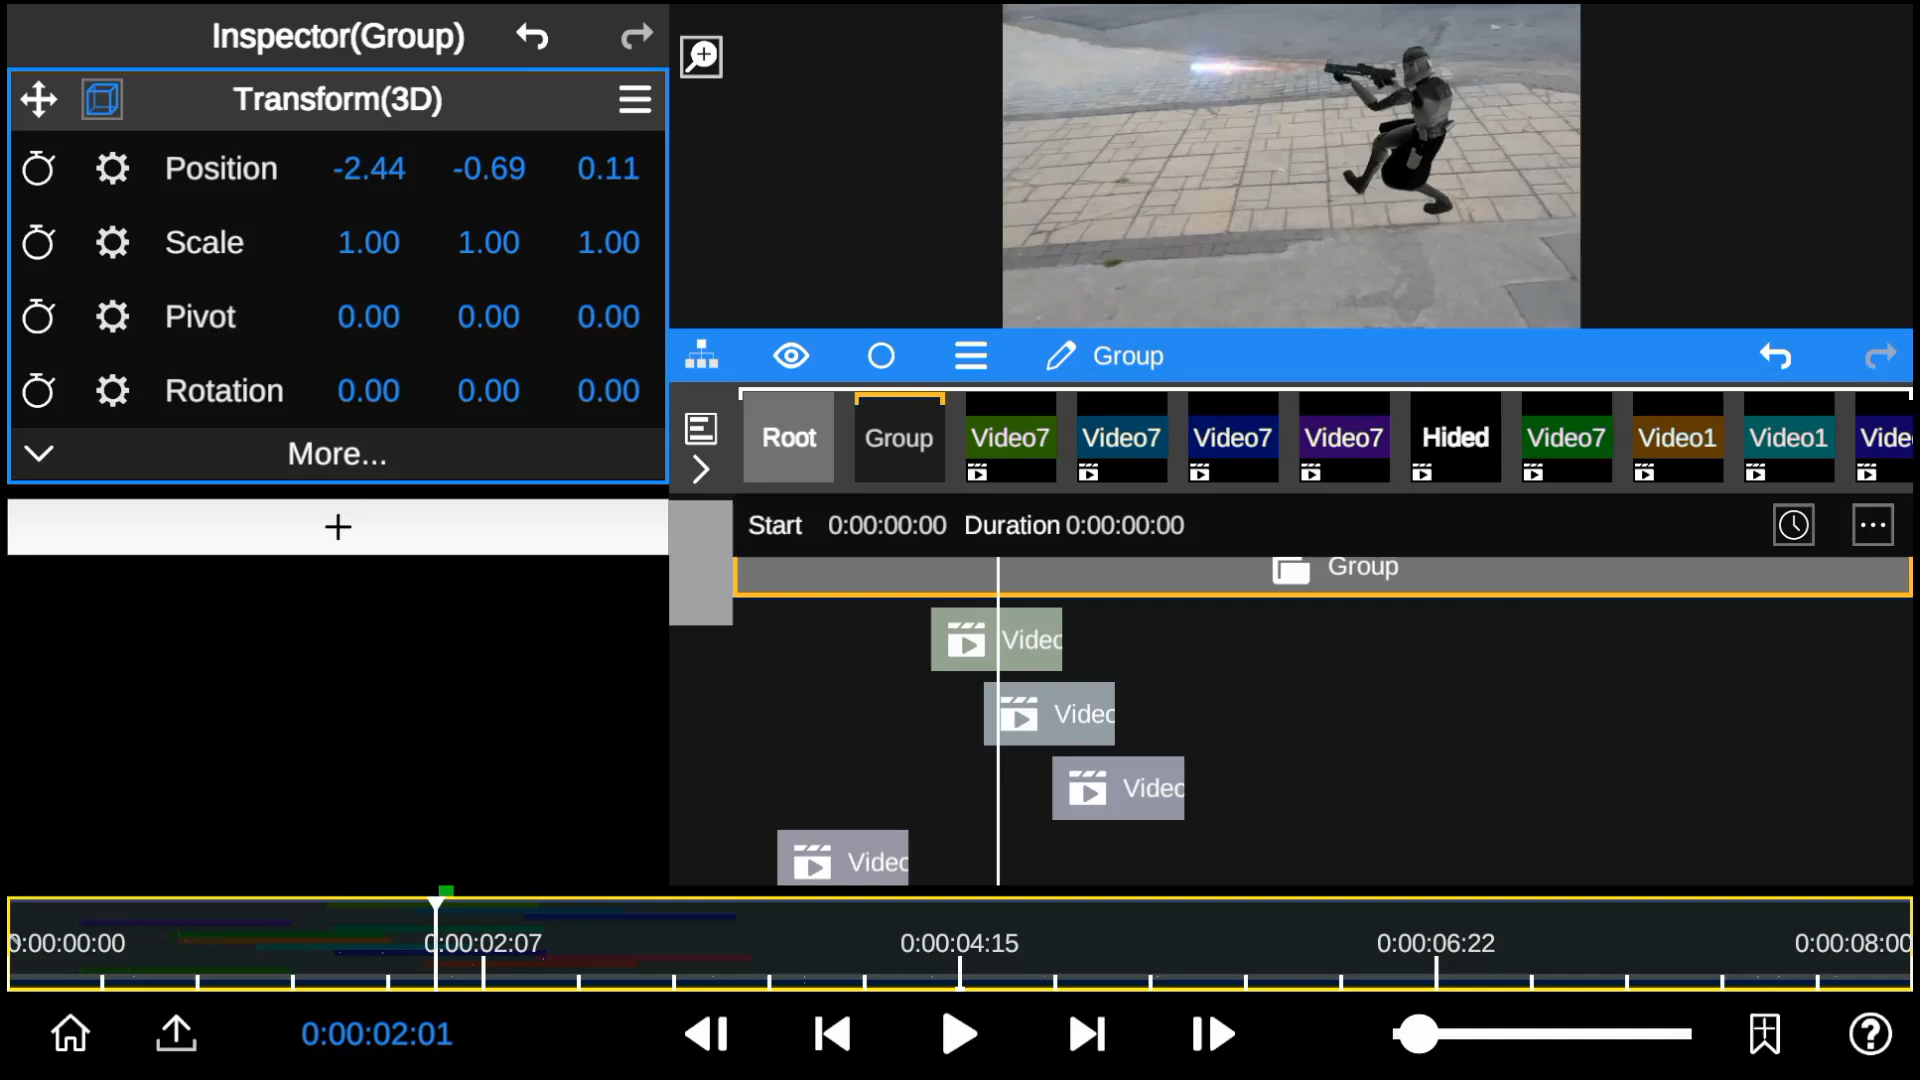 Inspector(Group)
Transform(3D)
Position -2.44 -0.69 0.11
Scale 1.00 1.00 1.00
Pivot 0.00 0.00 0.00
Rotation 0.00 0.00 0.00
More...
+
Group
Root Group Video7 Video7 Video7 Video7 Hided Video7 Video1 Video1 Vide
Start 0:00:00:00 Duration 0:00:00:00
Group
Video
Video
Video
Video
0:00:00:00 0:00:02:07 0:00:04:15 0:00:06:22 0:00:08:00
0:00:02:01